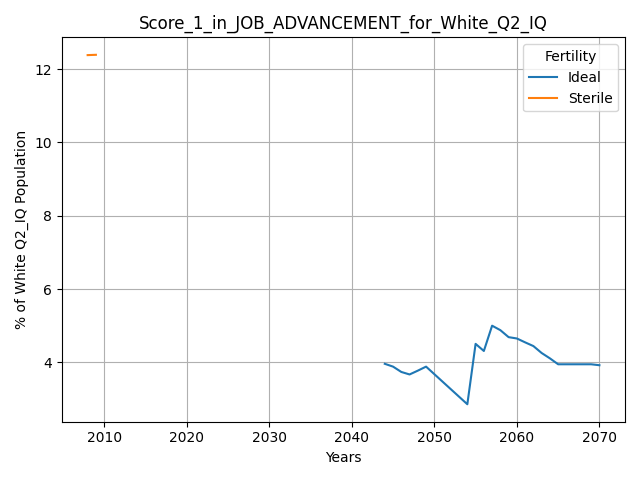 Score_1_in_JOB_ADVANCEMENT_for_White_Q2_IQ
Fertility
Ideal
Sterile
% of White Q2_IQ Population
12
10
8
6
4
2010 2020 2030 2040 2050 2060 2070
Years